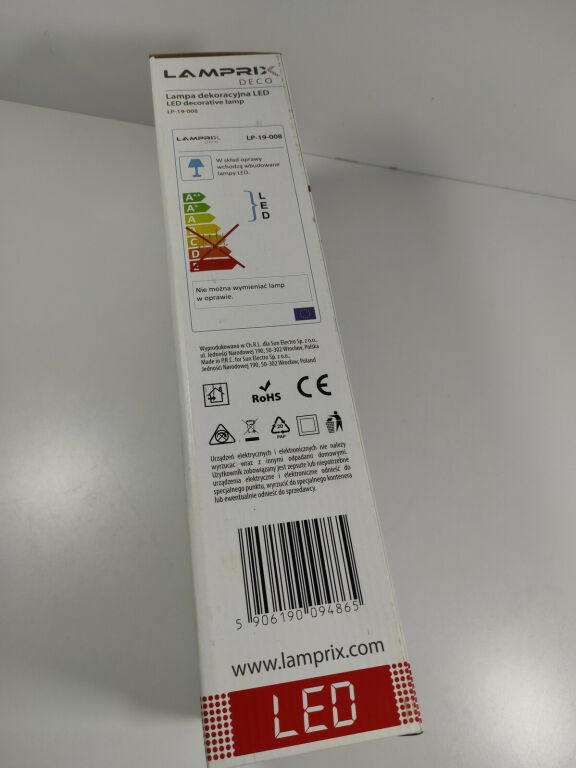 LAMPRIX
DECO
Lampa dekoracyjna LED
LED decorative lamp
LP-19-008
LAMPRIX
DECO
LP-19-008
W skład oprawy
wchodzą wbudowane
lampy LED.
A++
A+
A
C
D
L
E
D
Nie można wymieniać lamp
w oprawie.
Wyprodukowano w Ch.R.L. dla Sun Electro Sp. z o.o.,
ul. Jedności Narodowej 190, 50-302 Wrocław, Polska
Made in P.R.C. for Sun Electro Sp. z o.o.,
Jedności Narodowej 190, 50-302 Wrocław, Poland
RoHS
CE
20
PAP
Urządzeń elektrycznych i elektronicznych nie należy
wyrzucać wraz z innymi odpadami domowymi.
Użytkownik zobowiązany jest zepsute lub niepotrzebne
urządzenia elektryczne i elektroniczne odnieść do
specjalnego punktu, wyrzucić do specjalnego kontenera
lub ewentualnie odnieść do sprzedawcy.
5 906190 094865
www.lamprix.com
LED